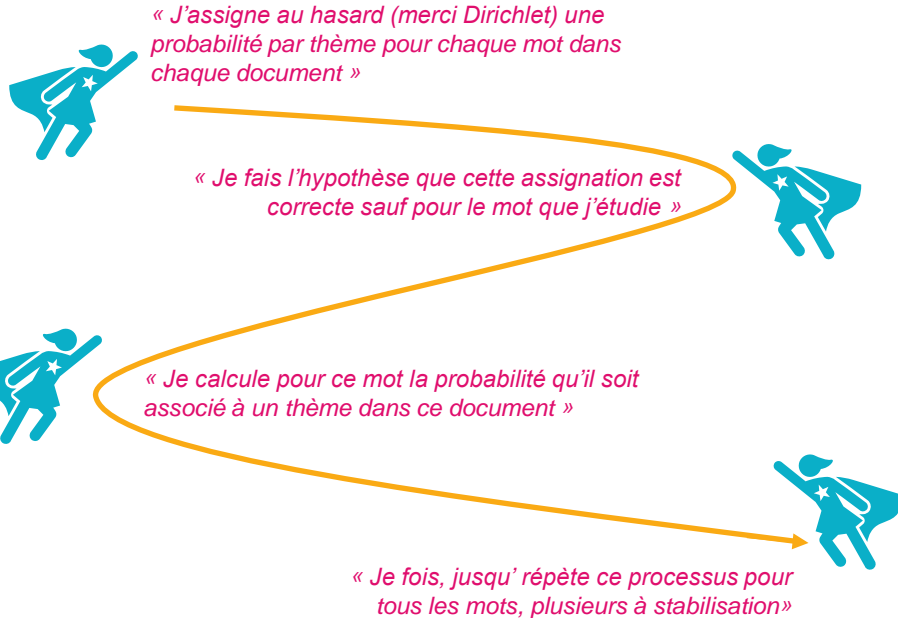 « J'assigne au hasard (merci Dirichlet) une
probabilité par thème pour chaque mot dans
chaque document »
« Je fais l'hypothèse que cette assignation est
correcte sauf pour le mot que j'étudie »
« Je calcule pour ce mot la probabilité qu'il soit
associé à un thème dans ce document »
« Je fois, jusqu' répète ce processus pour
tous les mots, plusieurs à stabilisation»